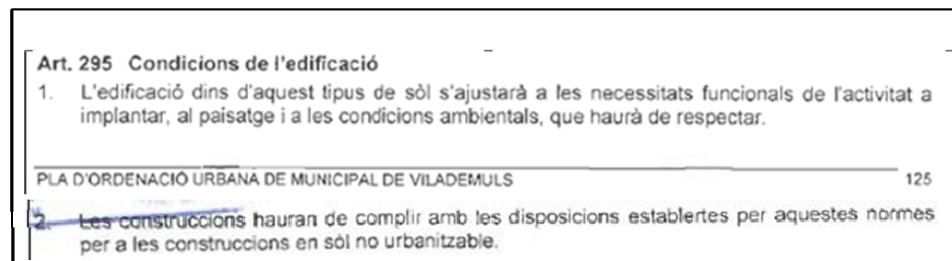 Art. 295 Condicions de l'edificació
1. L'edificació dins d'aquest tipus de sòl s'ajustarà a les necessitats funcionals de l'activitat a
implantar, al paisatge i a les condicions ambientals, que haurà de respectar.
PLA D'ORDENACIÓ URBANA DE MUNICIPAL DE VILADEMULS 125
2. Les construccions hauran de complir amb les disposicions establertes per aquestes normes
per a les construccions en sòl no urbanitzable.